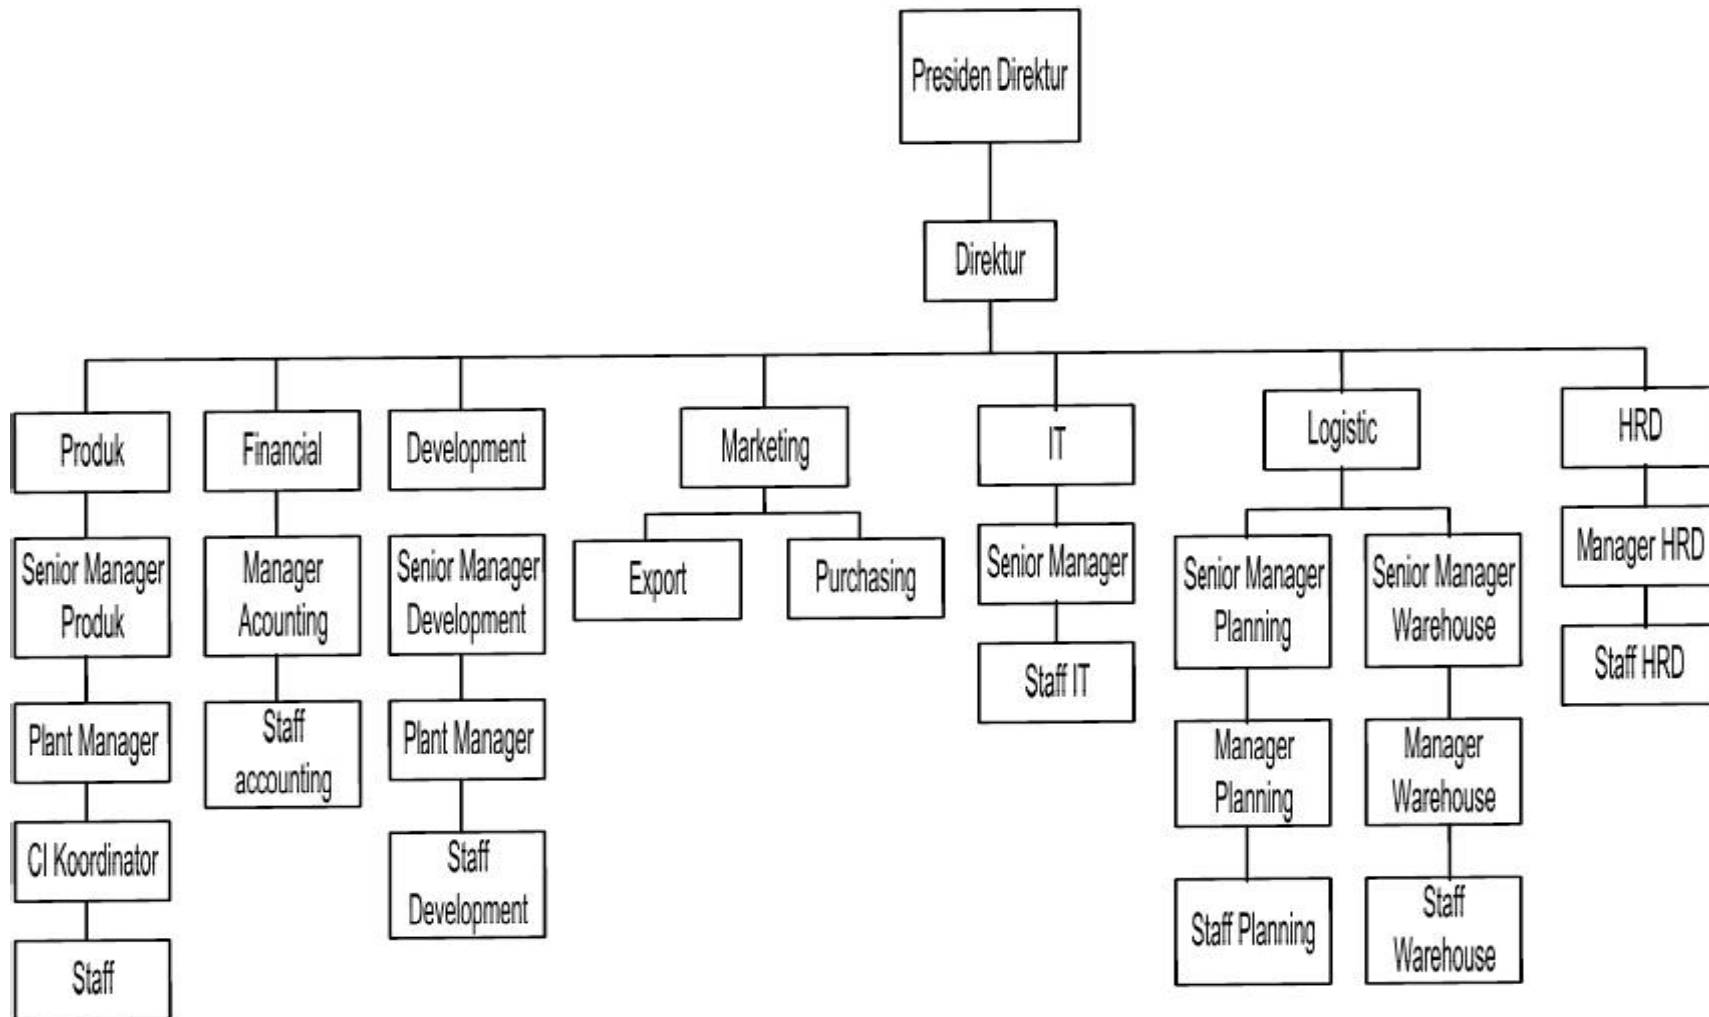 Presiden Direktur
Direktur
Produk
Financial
Development
Marketing
IT
Logistic
HRD
Senior Manager
Produk
Manager
Acounting
Senior Manager
Development
Export
Purchasing
Senior Manager
Senior Manager
Planning
Senior Manager
Warehouse
Manager HRD
Plant Manager
Staff
accounting
Plant Manager
Staff IT
Manager
Planning
Manager
Warehouse
Staff HRD
CI Koordinator
Staff
Development
Staff Planning
Staff
Warehouse
Staff